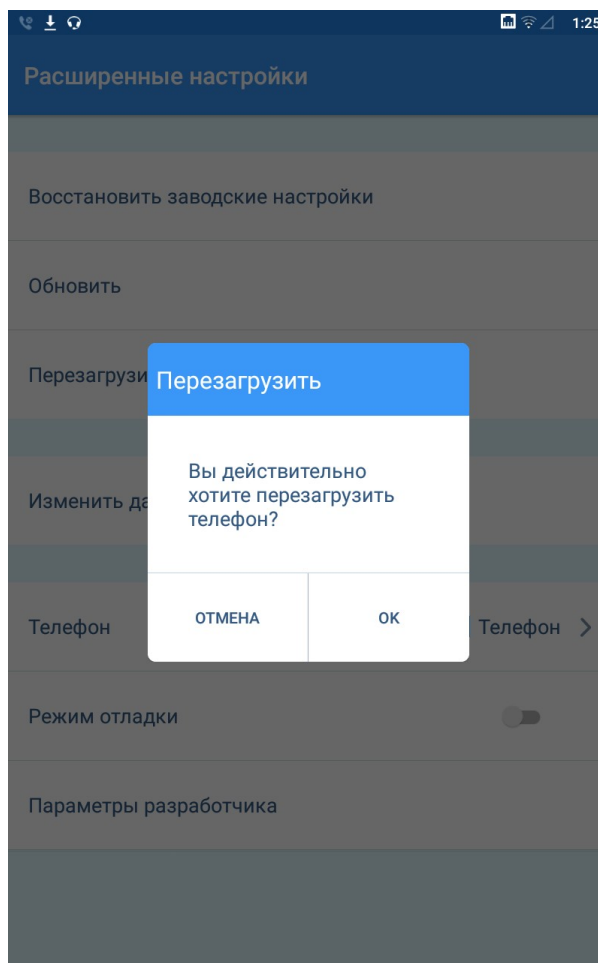 1:25
Расширенные настройки
Восстановить заводские настройки
Обновить
Перезагрузи
Перезагрузить
Вы действительно
хотите перезагрузить
телефон?
Изменить да
ОТМЕНА
ОК
Телефон
Телефон
Режим отладки
Параметры разработчика